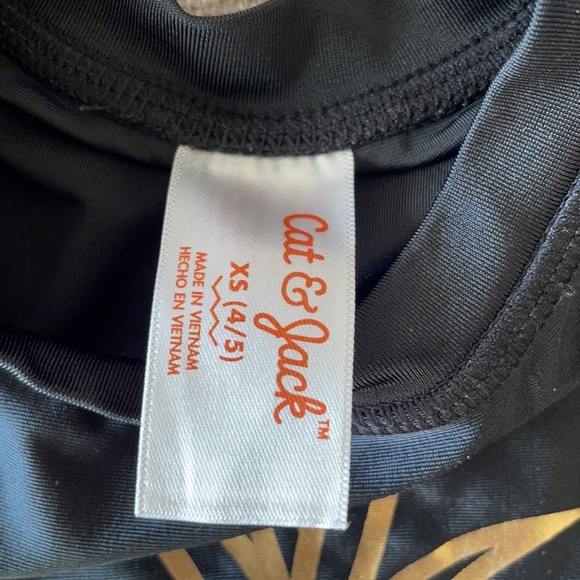 Cat & Jack™
XS (4/5)
MADE IN VIETNAM
HECHO EN VIETNAM